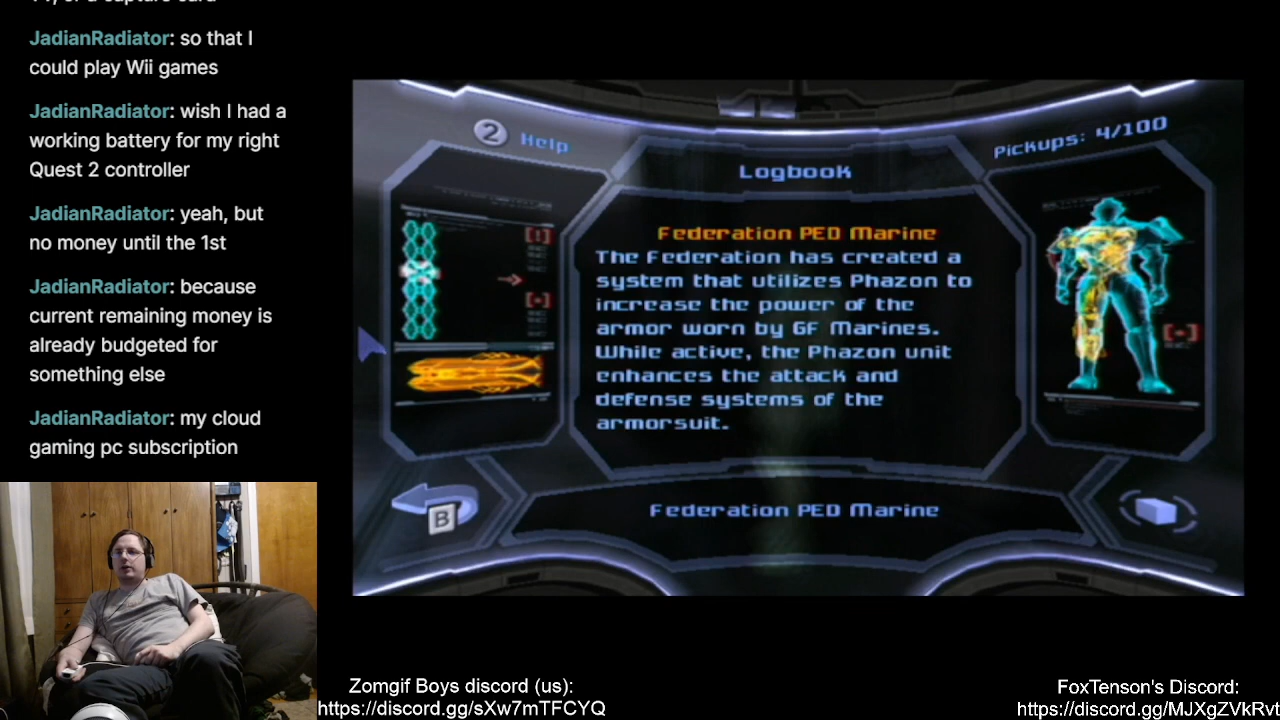 JadianRadiator: so that I
could play Wii games
JadianRadiator: wish I had a
working battery for my right
Quest 2 controller
JadianRadiator: yeah, but
no money until the 1st
JadianRadiator: because
current remaining money is
already budgeted for
something else
JadianRadiator: my cloud
gaming pc subscription
2 Help
Logbook
Pickups: 4/100
Federation PED Marine
The Federation has created a
system that utilizes Phazon to
increase the power of the
armor worn by GF Marines.
While active, the Phazon unit
enhances the attack and
defense systems of the
armorsuit.
B
Federation PED Marine
Zomgif Boys discord (us):
https://discord.gg/sXw7mTFCYQ
FoxTenson's Discord:
https://discord.gg/MJXgZVkRvt